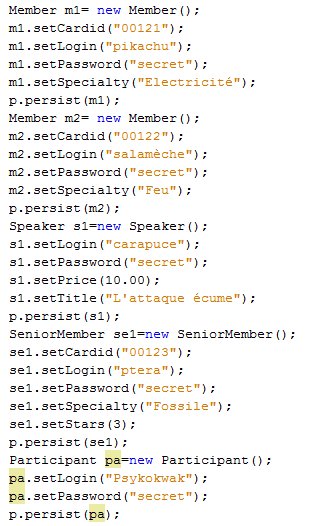 Member m1= new Member();
m1.setCardid("00121");
m1.setLogin("pikachu");
m1.setPassword("secret");
m1.setSpecialty("Electricité");
p.persist(m1);
Member m2= new Member();
m2.setCardid("00122");
m2.setLogin("salamèche");
m2.setPassword("secret");
m2.setSpecialty("Feu");
p.persist(m2);
Speaker s1=new Speaker();
s1.setLogin("carapuce");
s1.setPassword("secret");
s1.setPrice(10.00);
s1.setTitle("L'attaque écume");
p.persist(s1);
SeniorMember se1=new SeniorMember();
se1.setCardid("00123");
se1.setLogin("ptera");
se1.setPassword("secret");
se1.setSpecialty("Fossile");
se1.setStars(3);
p.persist(se1);
Participant pa=new Participant();
pa.setLogin("Psykokwak");
pa.setPassword("secret");
p.persist(pa);